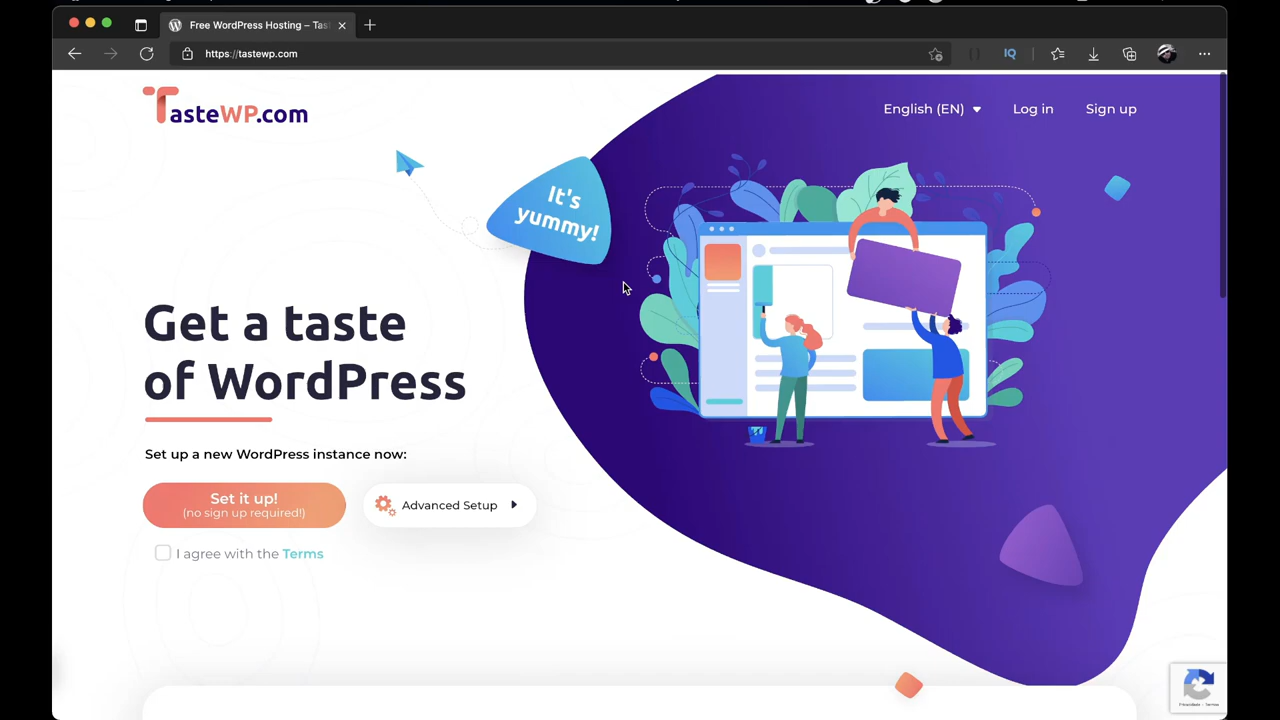 Free WordPress Hosting – Tast
https://tastewp.com
IQ
TasteWP.com
English (EN)
Log in
Sign up
It's
yummy!
Get a taste
of WordPress
Set up a new WordPress instance now:
Set it up!
(no sign up required!)
Advanced Setup
I agree with the Terms